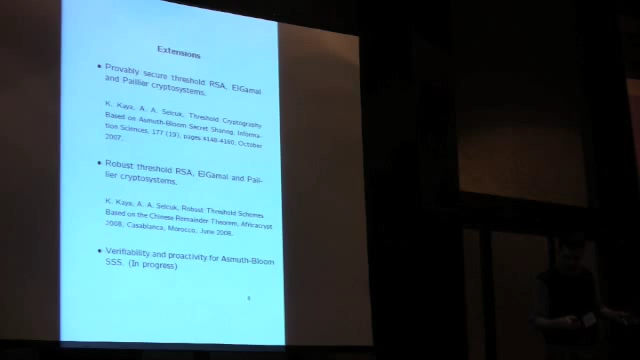 Extensions
• Provably secure threshold RSA, ElGamal
and Paillier cryptosystems.
K. Kaya, A. A. Selcuk, Threshold Cryptography
Based on Asmuth-Bloom Secret Sharing, Informa-
tion Sciences, 177 (19), pages 4148-4160, October
2007.
• Robust threshold RSA, ElGamal and Pail-
lier cryptosystems.
K. Kaya, A. A. Selcuk, Robust Threshold Schemes
Based on the Chinese Remainder Theorem, Africacrypt
2008, Casablanca, Morocco, June 2008.
• Verifiability and proactivity for Asmuth-Bloom
SSS. (In progress)